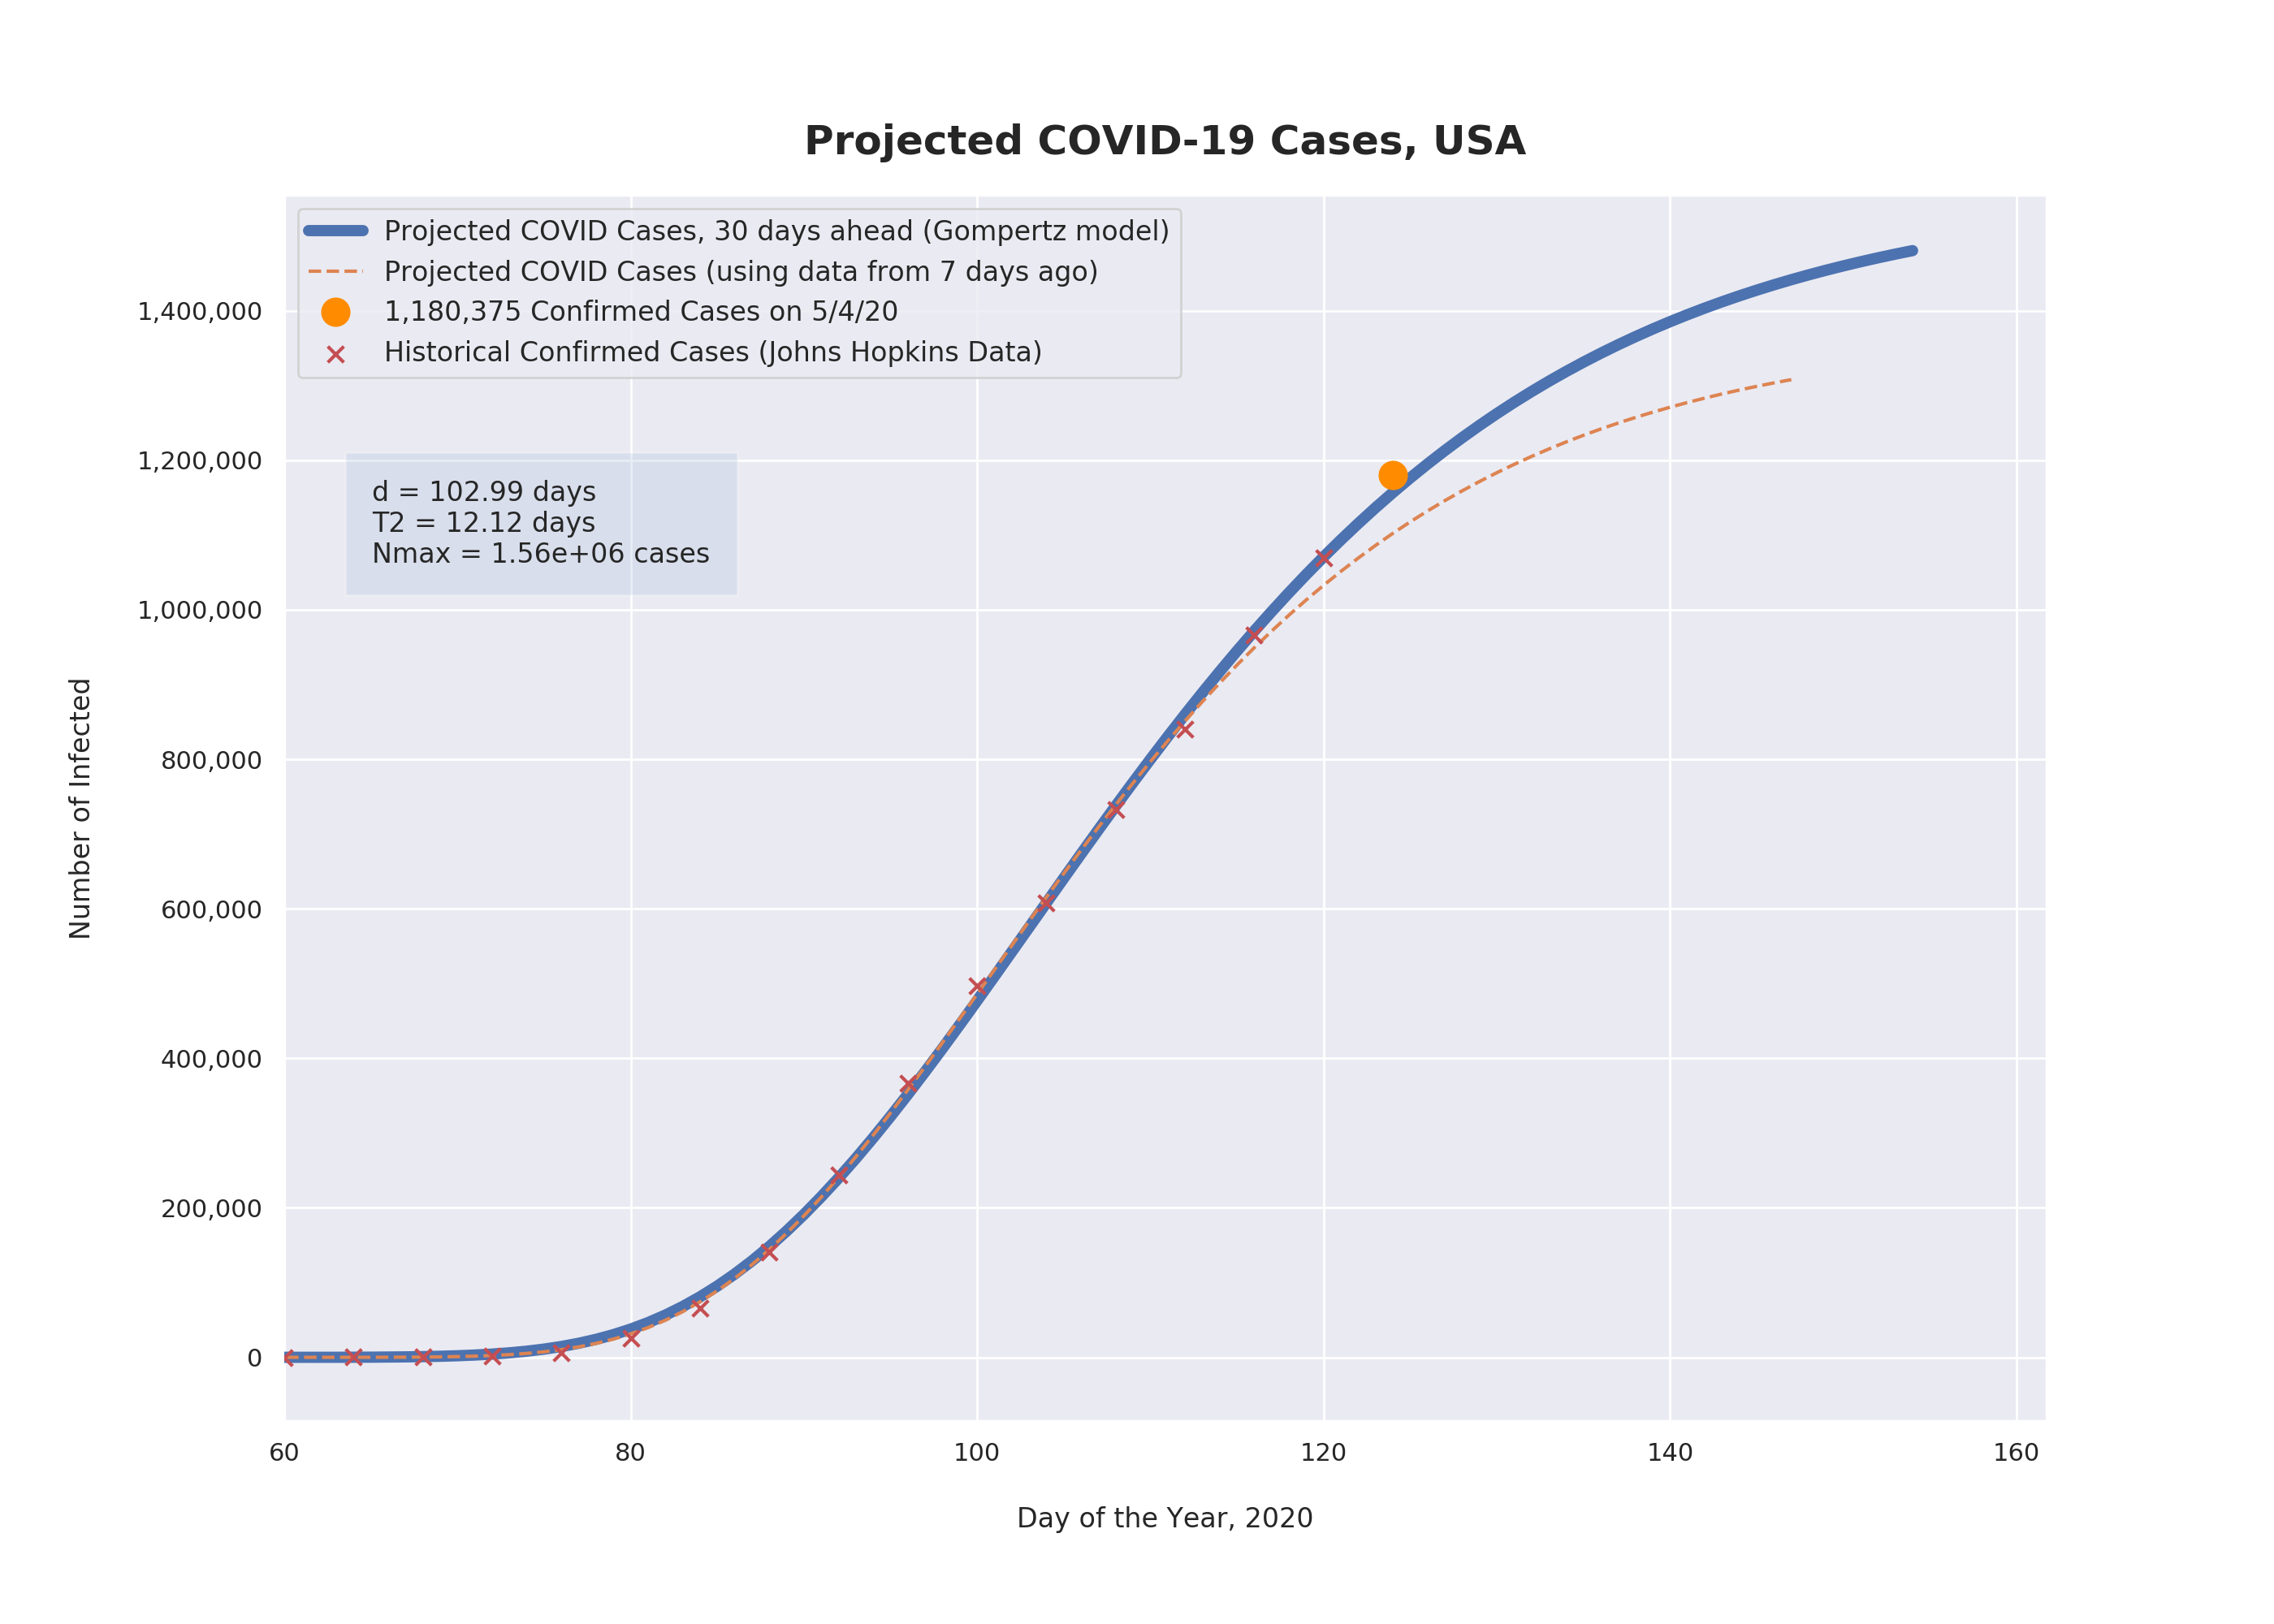 Projected COVID-19 Cases, USA
Projected COVID Cases, 30 days ahead (Gompertz model)
Projected COVID Cases (using data from 7 days ago)
1,180,375 Confirmed Cases on 5/4/20
Historical Confirmed Cases (Johns Hopkins Data)
d = 102.99 days
T2 = 12.12 days
Nmax = 1.56e+06 cases
Number of Infected
1,400,000
1,200,000
1,000,000
800,000
600,000
400,000
200,000
0
60 80 100 120 140 160
Day of the Year, 2020